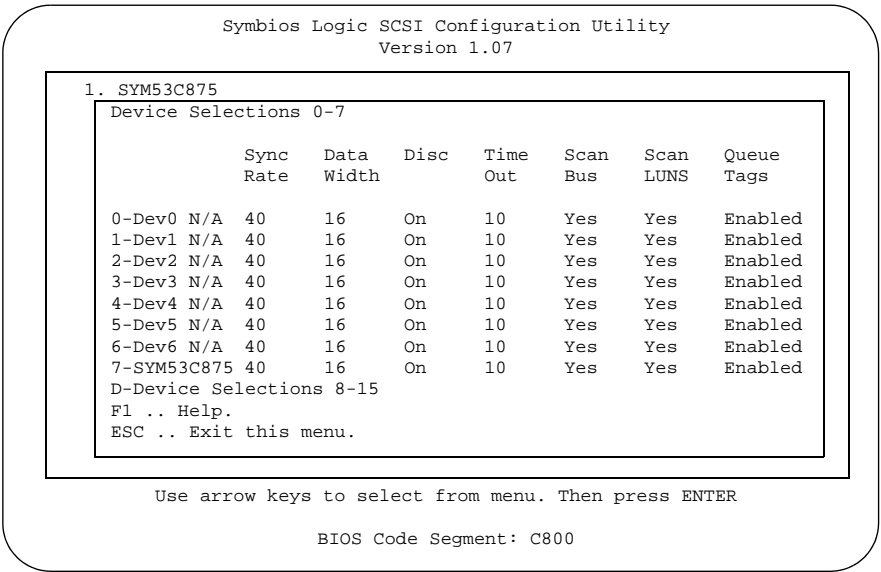 Symbios Logic SCSI Configuration Utility
Version 1.07
1. SYM53C875
Device Selections 0-7
Sync Data Disc Time Scan Scan Queue
Rate Width Out Bus LUNS Tags
0-Dev0 N/A 40 16 On 10 Yes Yes Enabled
1-Dev1 N/A 40 16 On 10 Yes Yes Enabled
2-Dev2 N/A 40 16 On 10 Yes Yes Enabled
3-Dev3 N/A 40 16 On 10 Yes Yes Enabled
4-Dev4 N/A 40 16 On 10 Yes Yes Enabled
5-Dev5 N/A 40 16 On 10 Yes Yes Enabled
6-Dev6 N/A 40 16 On 10 Yes Yes Enabled
7-SYM53C875 40 16 On 10 Yes Yes Enabled
D-Device Selections 8-15
F1 .. Help.
ESC .. Exit this menu.
Use arrow keys to select from menu. Then press ENTER
BIOS Code Segment: C800